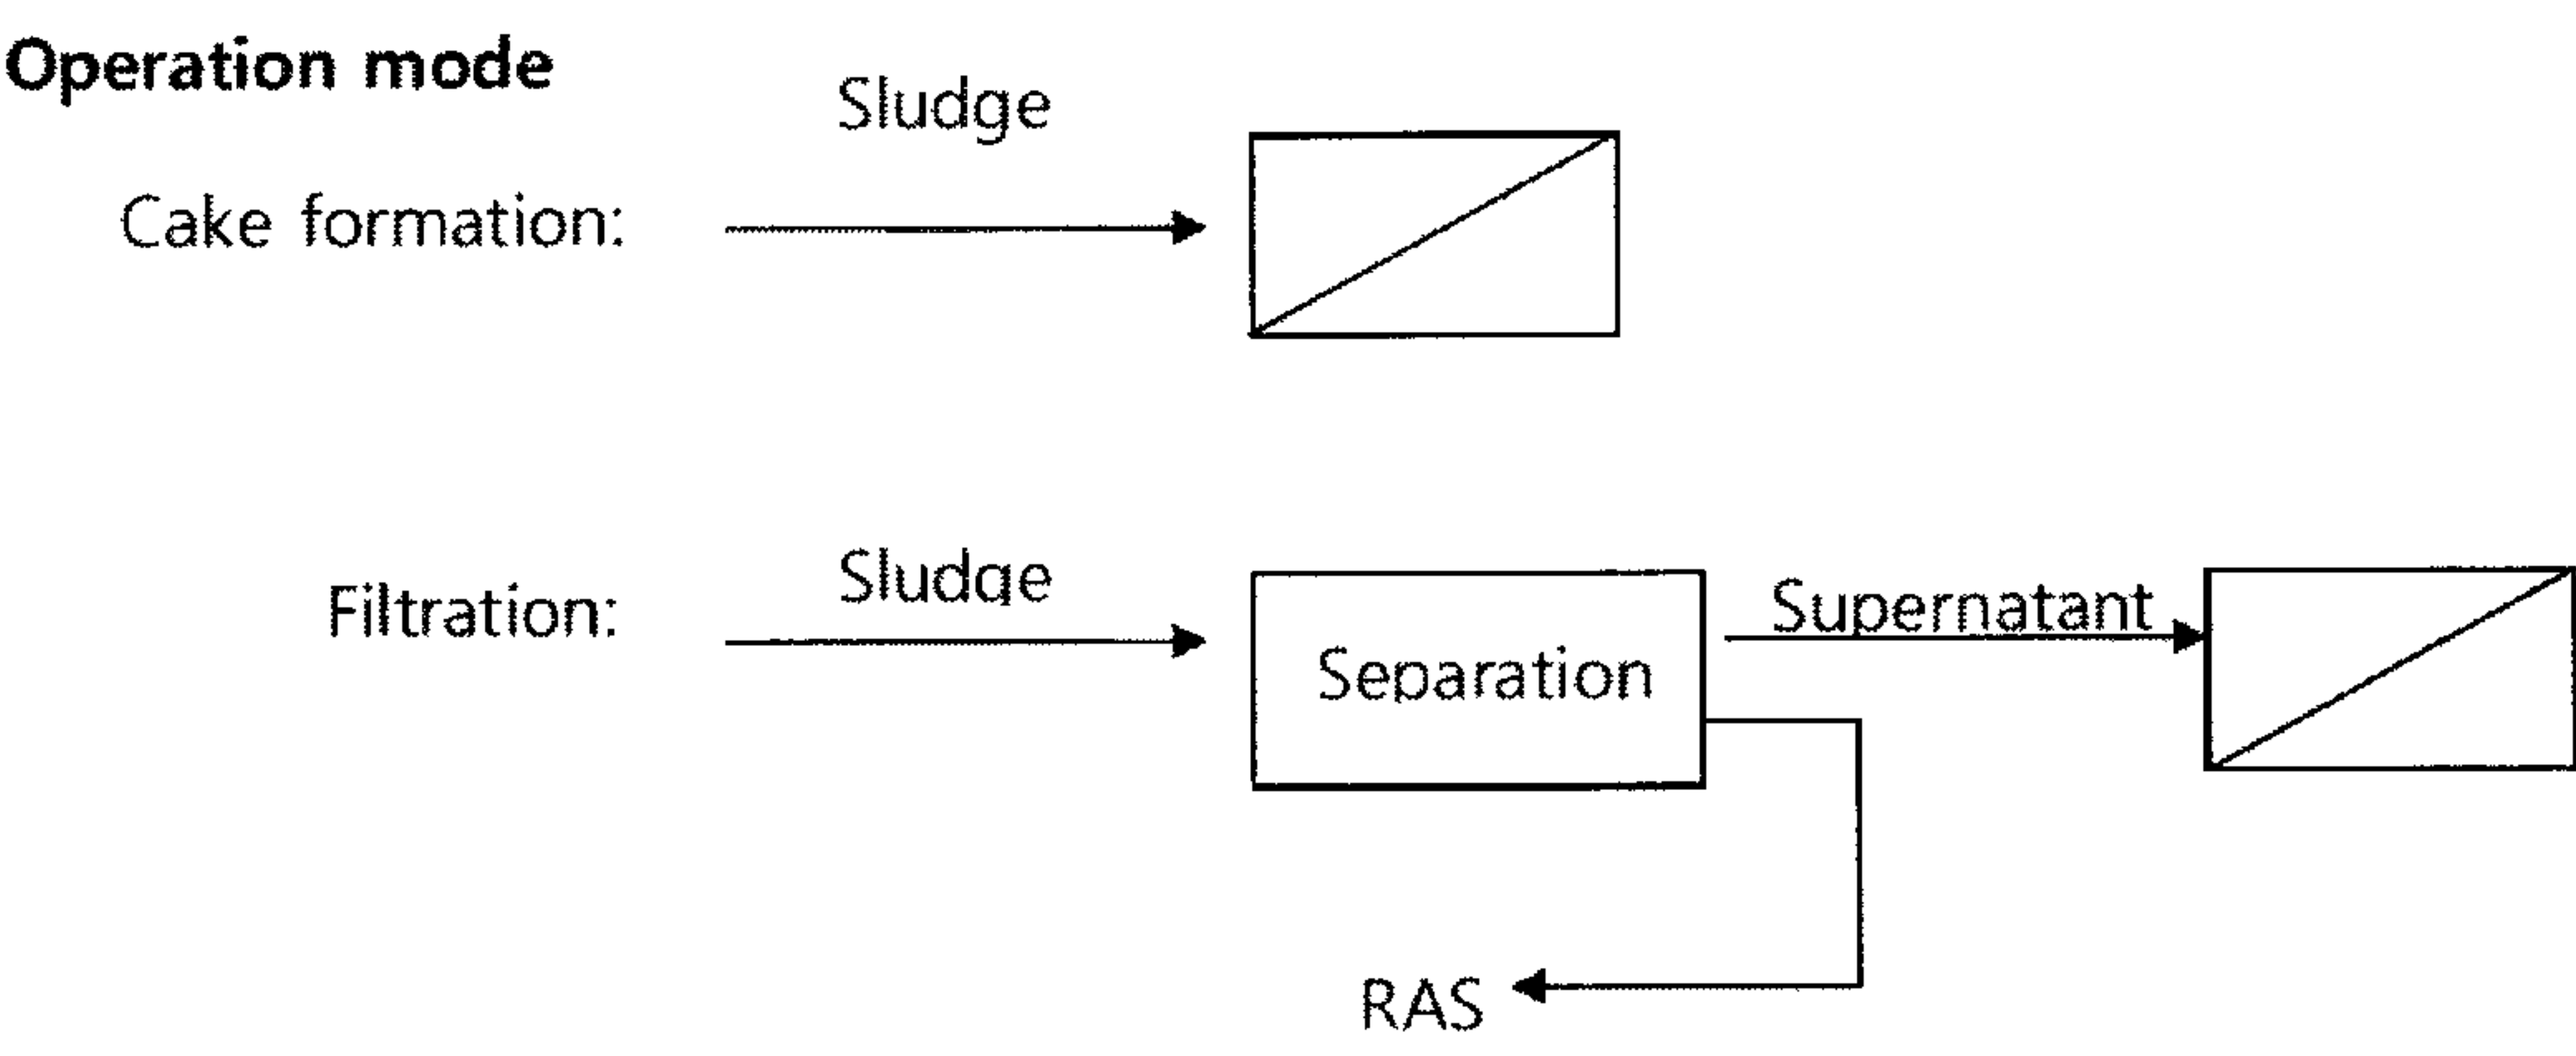 Operation mode
Sludge
Cake formation:
Sludge
Filtration:
Supernatant
Separation
RAS